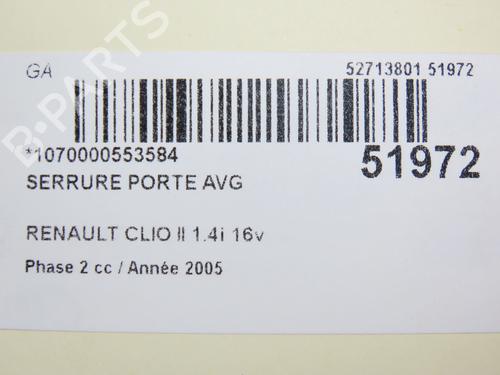 GA 52713801 51972
*1070000553584 51972
SERRURE PORTE AVG
RENAULT CLIO II 1.4i 16v
Phase 2 cc / Année 2005
B-PARTS